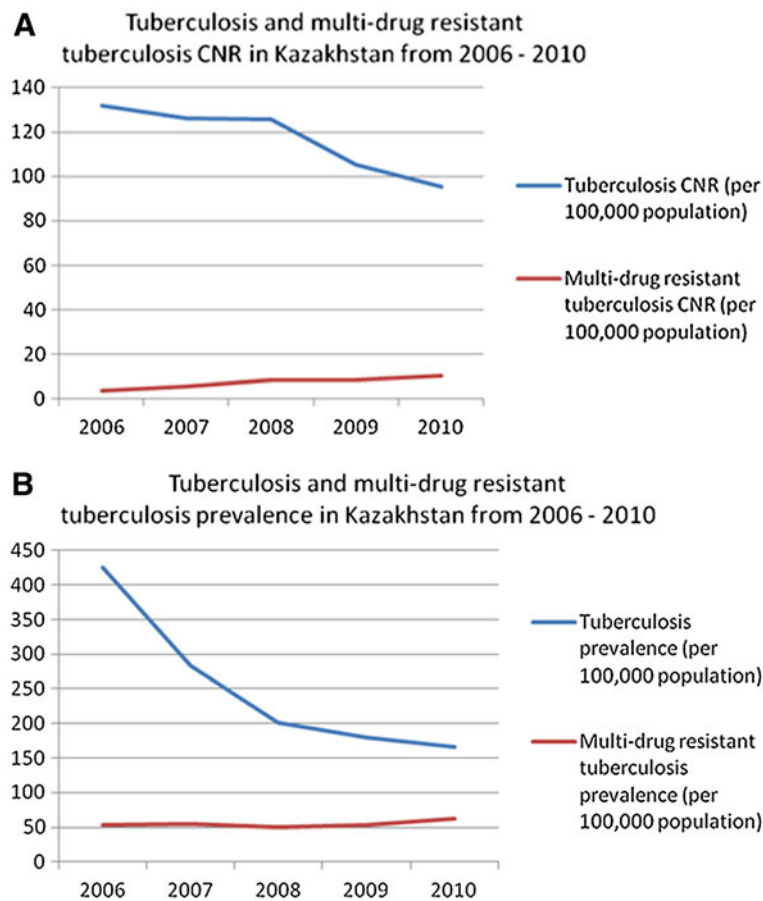 A
Tuberculosis and multi-drug resistant
tuberculosis CNR in Kazakhstan from 2006 - 2010
140
120
100
80
60
40
20
0
2006 2007 2008 2009 2010
Tuberculosis CNR (per
100,000 population)
Multi-drug resistant
tuberculosis CNR (per
100,000 population)
B
Tuberculosis and multi-drug resistant
tuberculosis prevalence in Kazakhstan from 2006 - 2010
450
400
350
300
250
200
150
100
50
0
2006 2007 2008 2009 2010
Tuberculosis
prevalence (per
100,000 population)
Multi-drug resistant
tuberculosis
prevalence (per
100,000 population)